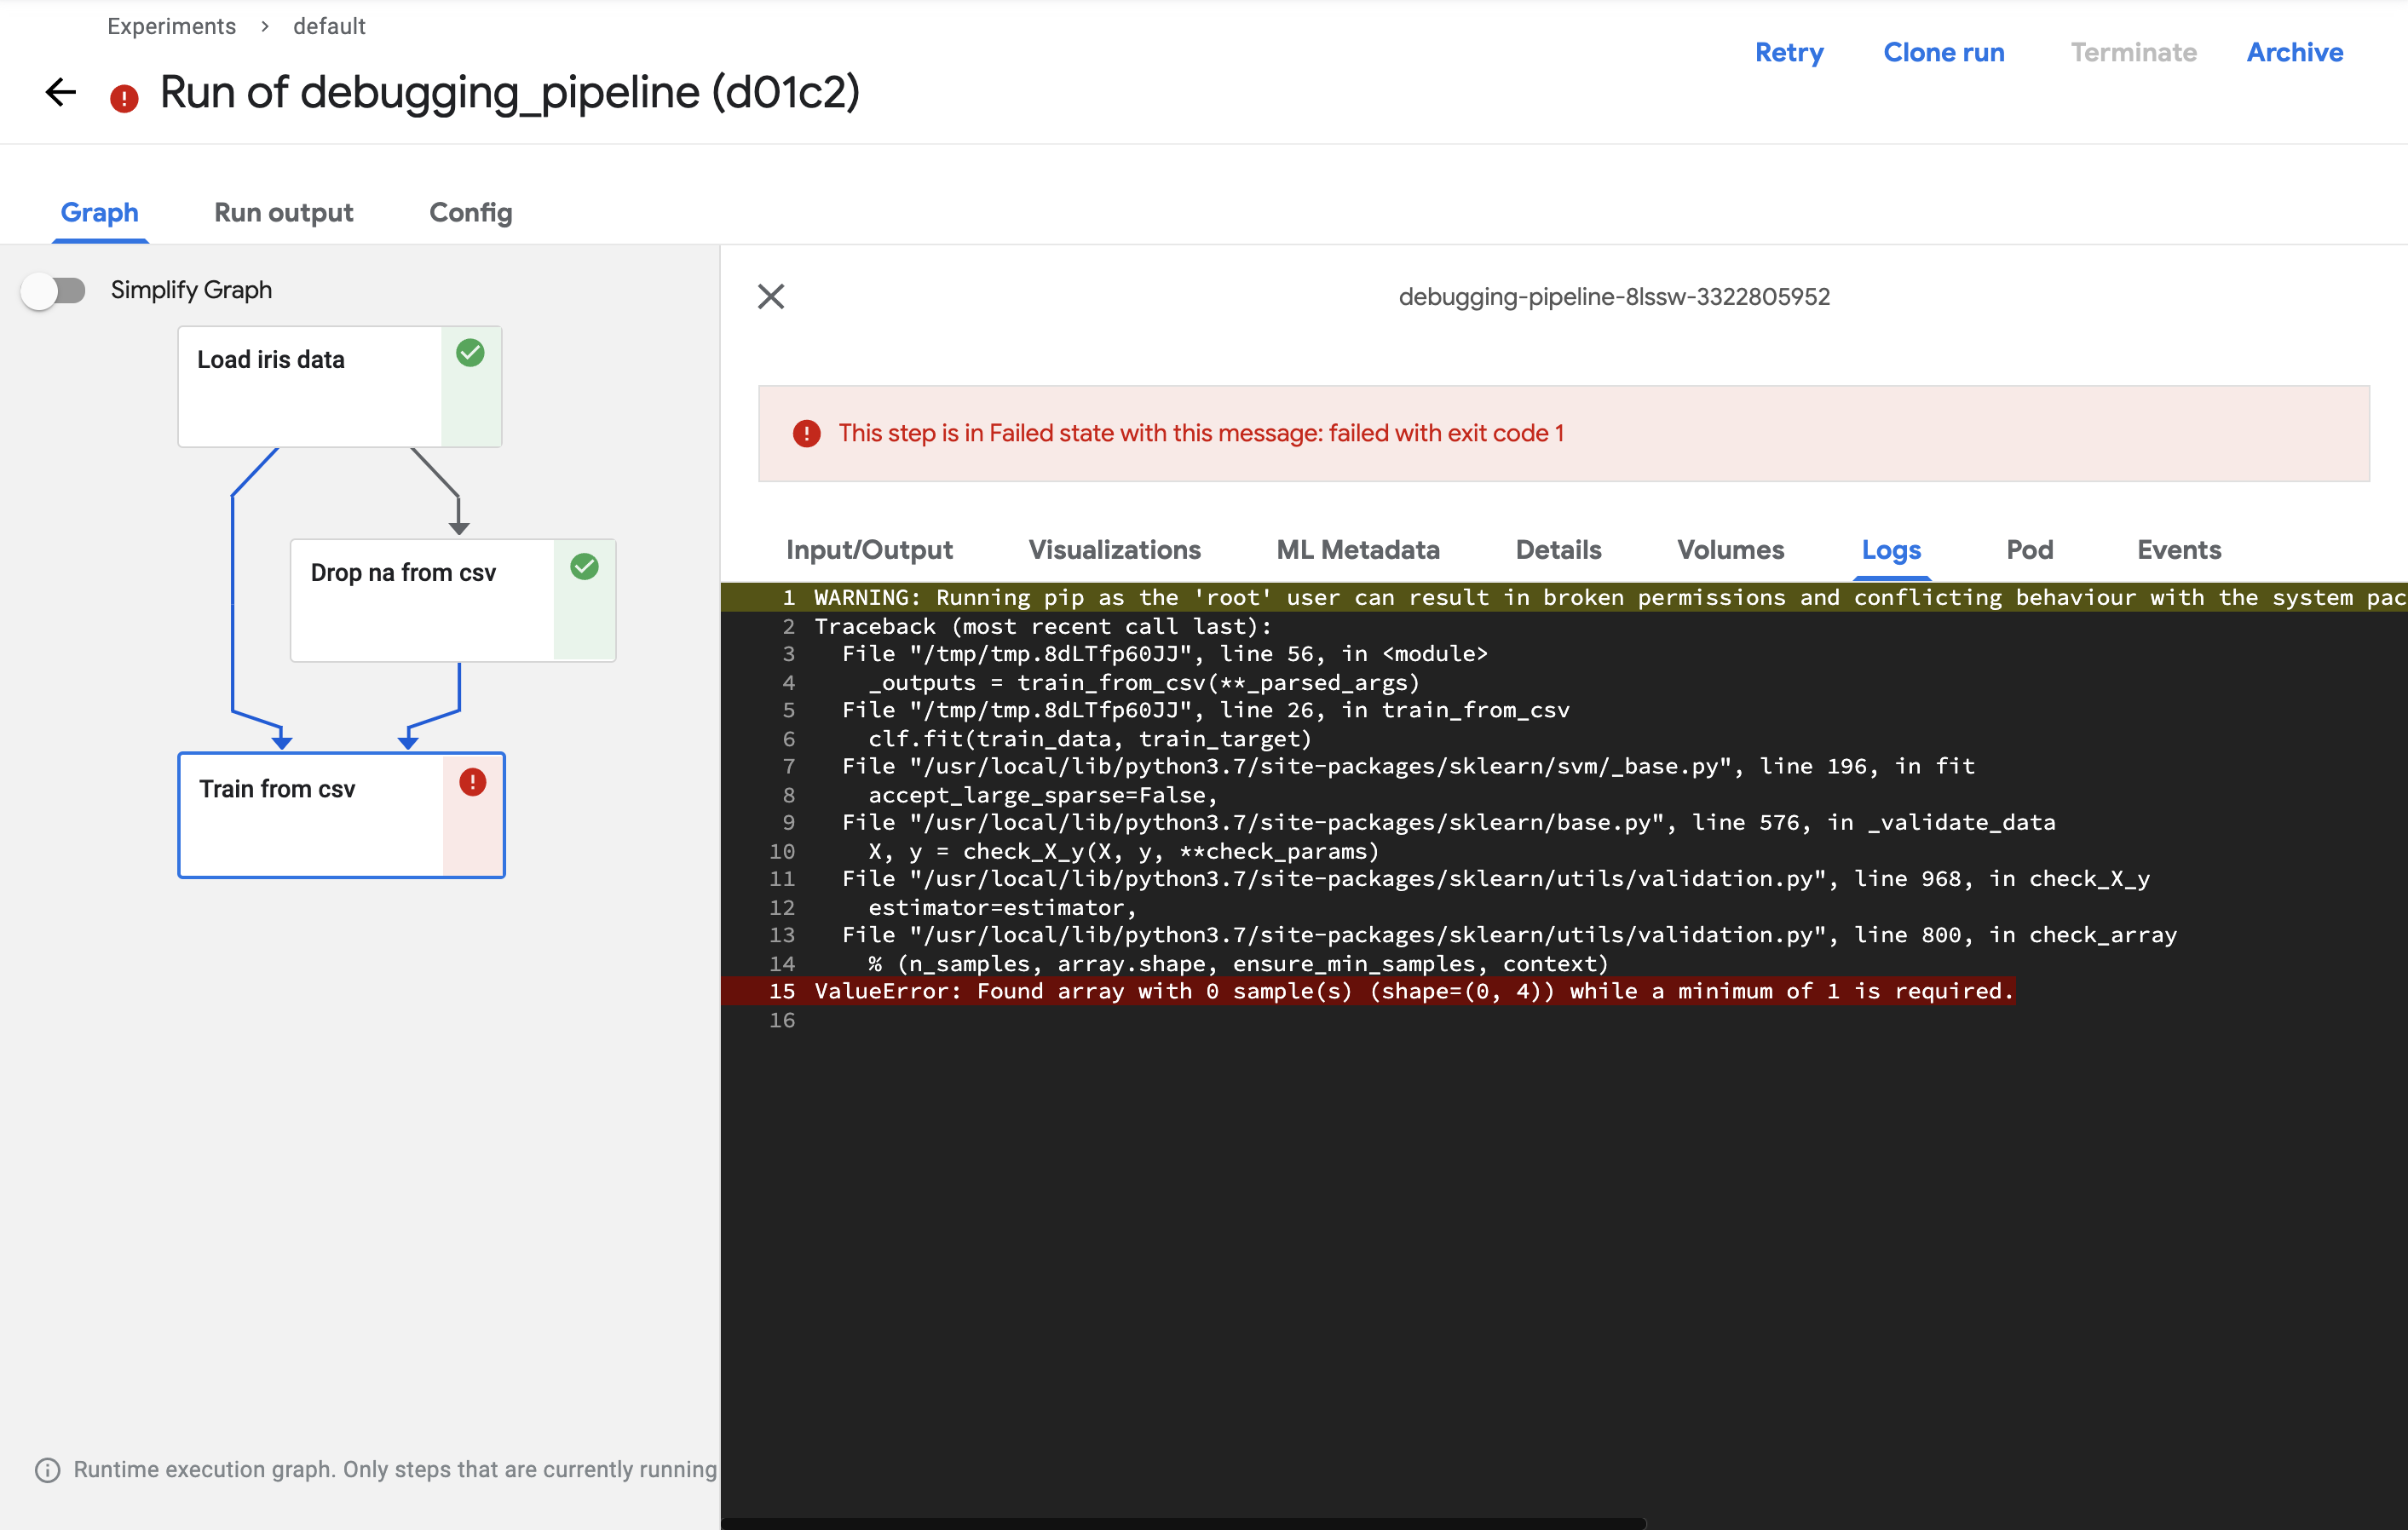 Experiments > default
Run of debugging_pipeline (d01c2)
Retry Clone run Terminate Archive
Graph Run output Config
Simplify Graph
Load iris data
Drop na from csv
Train from csv
Runtime execution graph. Only steps that are currently running
debugging-pipeline-8lssw-3322805952
This step is in Failed state with this message: failed with exit code 1
Input/Output Visualizations ML Metadata Details Volumes Logs Pod Events
1 WARNING: Running pip as the 'root' user can result in broken permissions and conflicting behaviour with the system pac
2 Traceback (most recent call last):
3 File "/tmp/tmp.8dLTfp60JJ", line 56, in <module>
4 _outputs = train_from_csv(**_parsed_args)
5 File "/tmp/tmp.8dLTfp60JJ", line 26, in train_from_csv
6 clf.fit(train_data, train_target)
7 File "/usr/local/lib/python3.7/site-packages/sklearn/svm/_base.py", line 196, in fit
8 accept_large_sparse=False,
9 File "/usr/local/lib/python3.7/site-packages/sklearn/base.py", line 576, in _validate_data
10 X, y = check_X_y(X, y, **check_params)
11 File "/usr/local/lib/python3.7/site-packages/sklearn/utils/validation.py", line 968, in check_X_y
12 estimator=estimator,
13 File "/usr/local/lib/python3.7/site-packages/sklearn/utils/validation.py", line 800, in check_array
14 % (n_samples, array.shape, ensure_min_samples, context)
15 ValueError: Found array with 0 sample(s) (shape=(0, 4)) while a minimum of 1 is required.
16